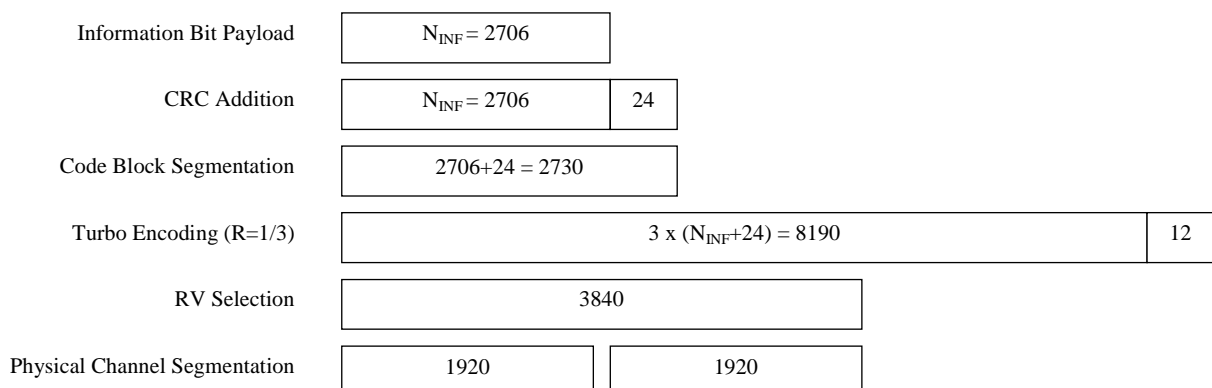 Information Bit Payload N_INF = 2706
CRC Addition N_INF = 2706 24
Code Block Segmentation 2706+24 = 2730
Turbo Encoding (R=1/3) 3 x (N_INF+24) = 8190 12
RV Selection 3840
Physical Channel Segmentation 1920 1920